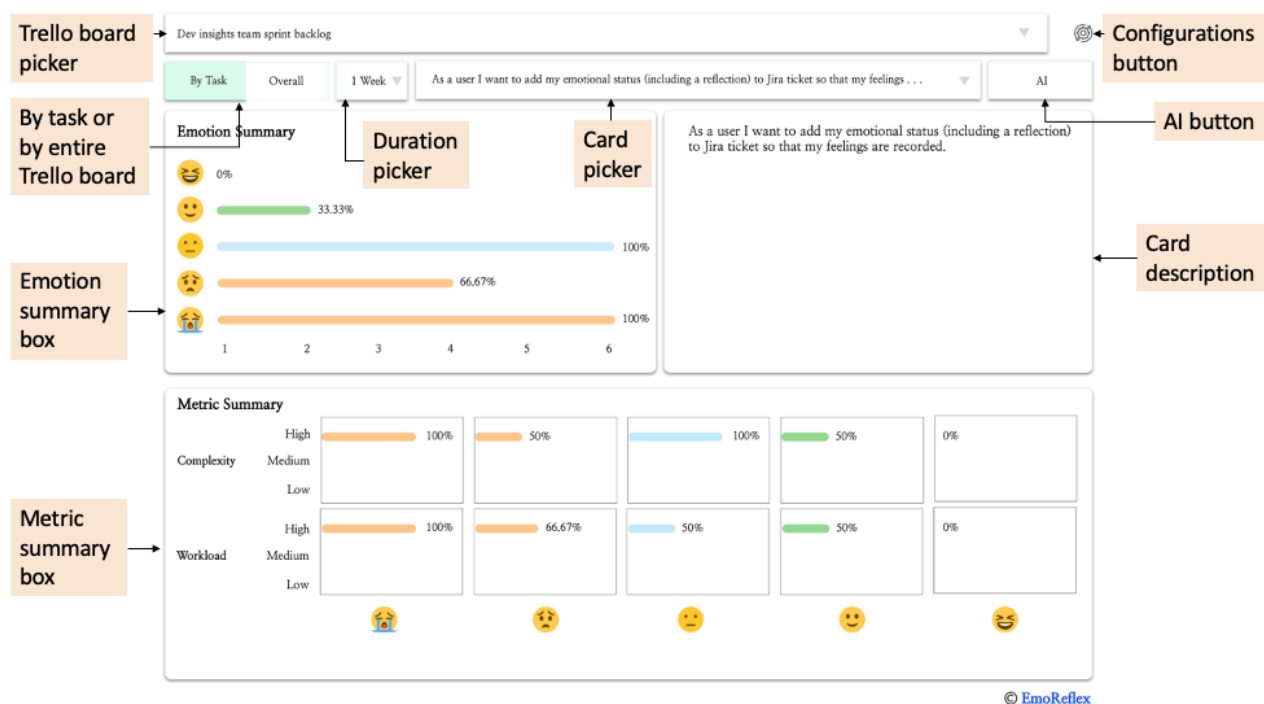 Trello board
picker
Dev insights team sprint backlog
Configurations
button
By Task
Overall
1 Week
As a user I want to add my emotional status (including a reflection) to Jira ticket so that my feelings . . .
AI
By task or
by entire
Trello board
Duration
picker
Card
picker
AI button
Emotion Summary
0%
33.33%
100%
66.67%
100%
1 2 3 4 5 6
As a user I want to add my emotional status (including a reflection)
to Jira ticket so that my feelings are recorded.
Card
description
Emotion
summary
box
Metric Summary
Complexity
High 100% 50% 100% 50% 0%
Medium
Low
Workload
High 100% 66.67% 50% 50% 0%
Medium
Low
Metric
summary
box
© EmoReflex